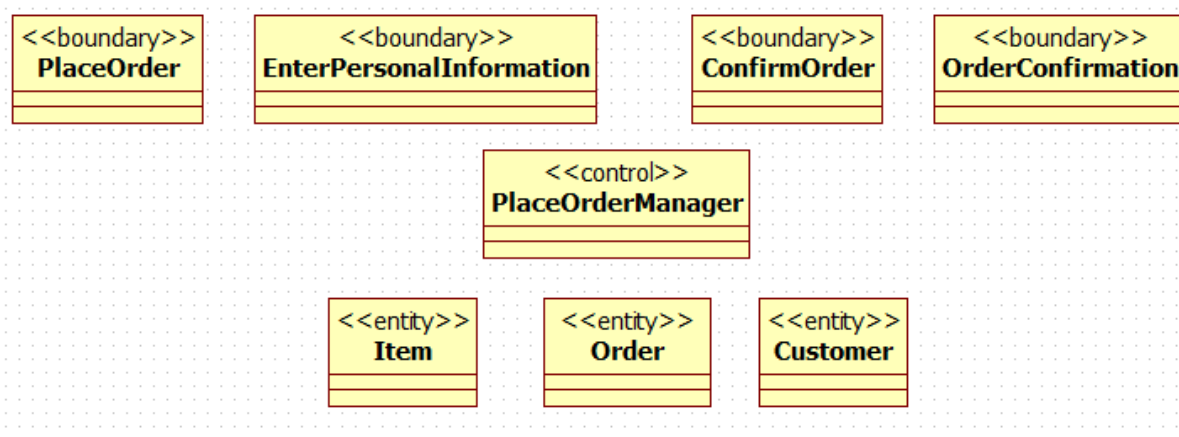 <<boundary>>
PlaceOrder
<<boundary>>
EnterPersonalInformation
<<boundary>>
ConfirmOrder
<<boundary>>
OrderConfirmation
<<control>>
PlaceOrderManager
<<entity>>
Item
<<entity>>
Order
<<entity>>
Customer